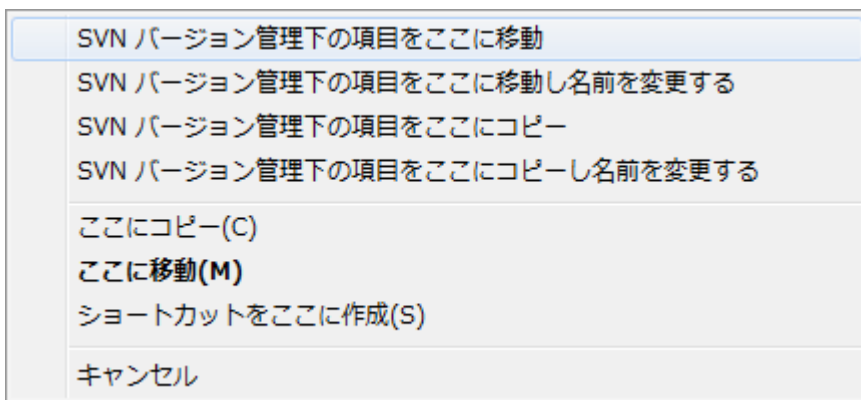 SVN バージョン管理下の項目をここに移動
SVN バージョン管理下の項目をここに移動し名前を変更する
SVN バージョン管理下の項目をここにコピー
SVN バージョン管理下の項目をここにコピーし名前を変更する
ここにコピー(C)
ここに移動(M)
ショートカットをここに作成(S)
キャンセル